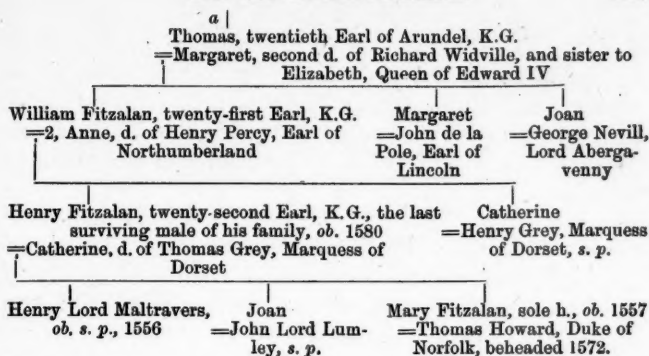 a
Thomas, twentieth Earl of Arundel, K.G.
=Margaret, second d. of Richard Widville, and sister to
Elizabeth, Queen of Edward IV
William Fitzalan, twenty-first Earl, K.G.
=2, Anne, d. of Henry Percy, Earl of
Northumberland
Margaret
=John de la
Pole, Earl of
Lincoln
Joan
=George Nevill,
Lord Aberga-
venny
Henry Fitzalan, twenty-second Earl, K.G., the last
surviving male of his family, ob. 1580
=Catherine, d. of Thomas Grey, Marquess of
Dorset
Catherine
=Henry Grey, Marquess
of Dorset, s. p.
Henry Lord Maltravers,
ob. s. p., 1556
Joan
=John Lord Lum-
ley, s. p.
Mary Fitzalan, sole h., ob. 1557
=Thomas Howard, Duke of
Norfolk, beheaded 1572.